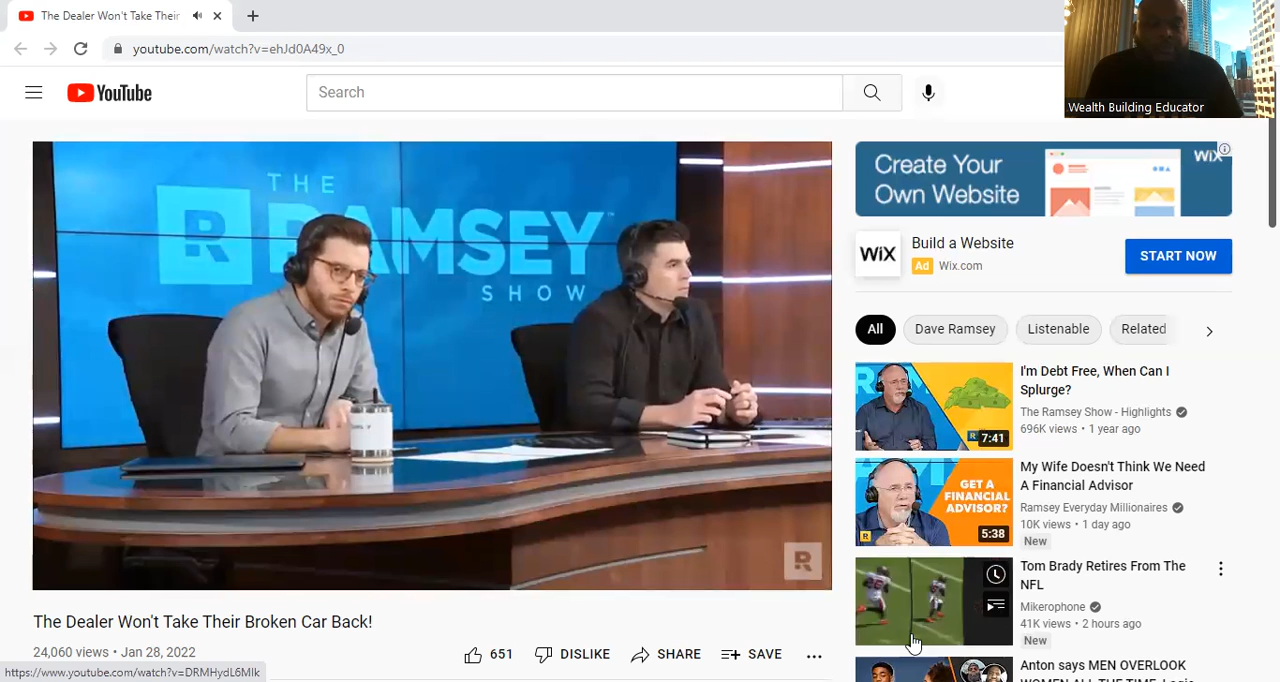 The Dealer Won't Take Their
youtube.com/watch?v=ehJd0A49x_0
YouTube
Search
Wealth Building Educator
THE
R RAMSEY
SHOW
R
Create Your
Own Website
WiX
WiX
Build a Website
Ad Wix.com
START NOW
All
Dave Ramsey
Listenable
Related
I'm Debt Free, When Can I
Splurge?
The Ramsey Show - Highlights
696K views • 1 year ago
7:41
My Wife Doesn't Think We Need
A Financial Advisor
Ramsey Everyday Millionaires
10K views • 1 day ago
New
GET A
FINANCIAL
ADVISOR?
5:38
Tom Brady Retires From The
NFL
Mikerophone
41K views • 2 hours ago
New
Anton says MEN OVERLOOK
The Dealer Won't Take Their Broken Car Back!
24,060 views • Jan 28, 2022
651
DISLIKE
SHARE
SAVE
https://www.youtube.com/watch?v=DRMHydL6Mlk